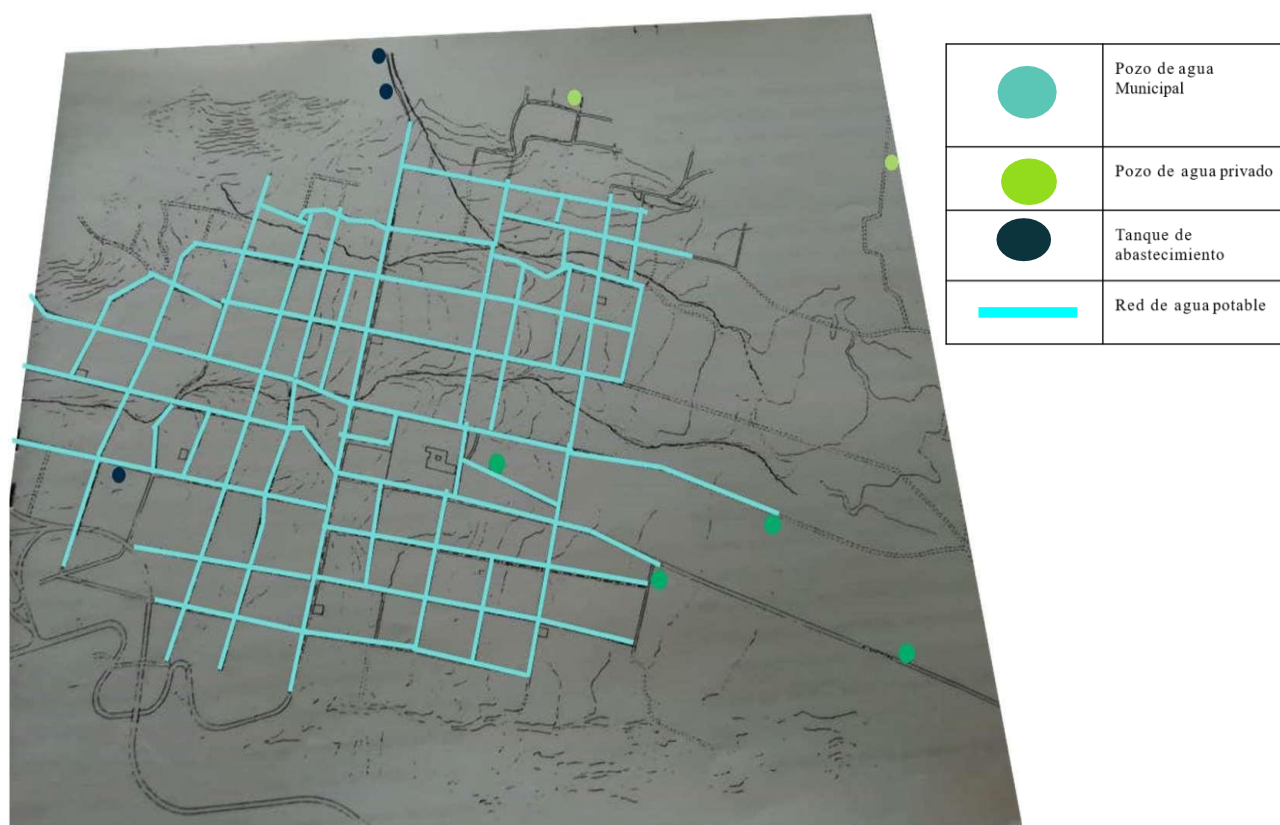 Pozo de agua
Municipal
Pozo de agua privado
Tanque de
abastecimiento
Red de agua potable